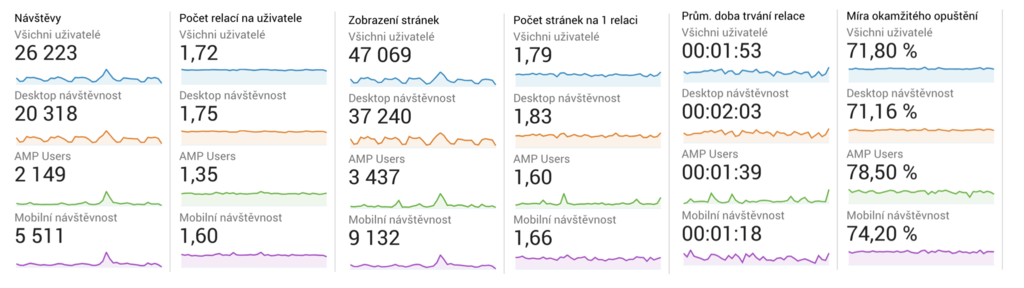 Návštěvy
Všichni uživatelé
26 223
Desktop návštěvnost
20 318
AMP Users
2 149
Mobilní návštěvnost
5 511
Počet relací na uživatele
Všichni uživatelé
1,72
Desktop návštěvnost
1,75
AMP Users
1,35
Mobilní návštěvnost
1,60
Zobrazení stránek
Všichni uživatelé
47 069
Desktop návštěvnost
37 240
AMP Users
3 437
Mobilní návštěvnost
9 132
Počet stránek na 1 relaci
Všichni uživatelé
1,79
Desktop návštěvnost
1,83
AMP Users
1,60
Mobilní návštěvnost
1,66
Prům. doba trvání relace
Všichni uživatelé
00:01:53
Desktop návštěvnost
00:02:03
AMP Users
00:01:39
Mobilní návštěvnost
00:01:18
Míra okamžitého opuštění
Všichni uživatelé
71,80 %
Desktop návštěvnost
71,16 %
AMP Users
78,50 %
Mobilní návštěvnost
74,20 %